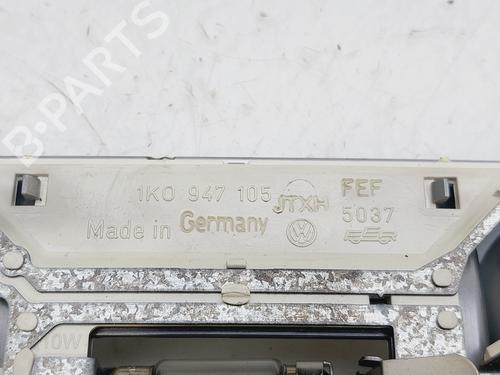 B-PARTS
1K0 947 105 JTXH FEF
Made in Germany 5037
10W